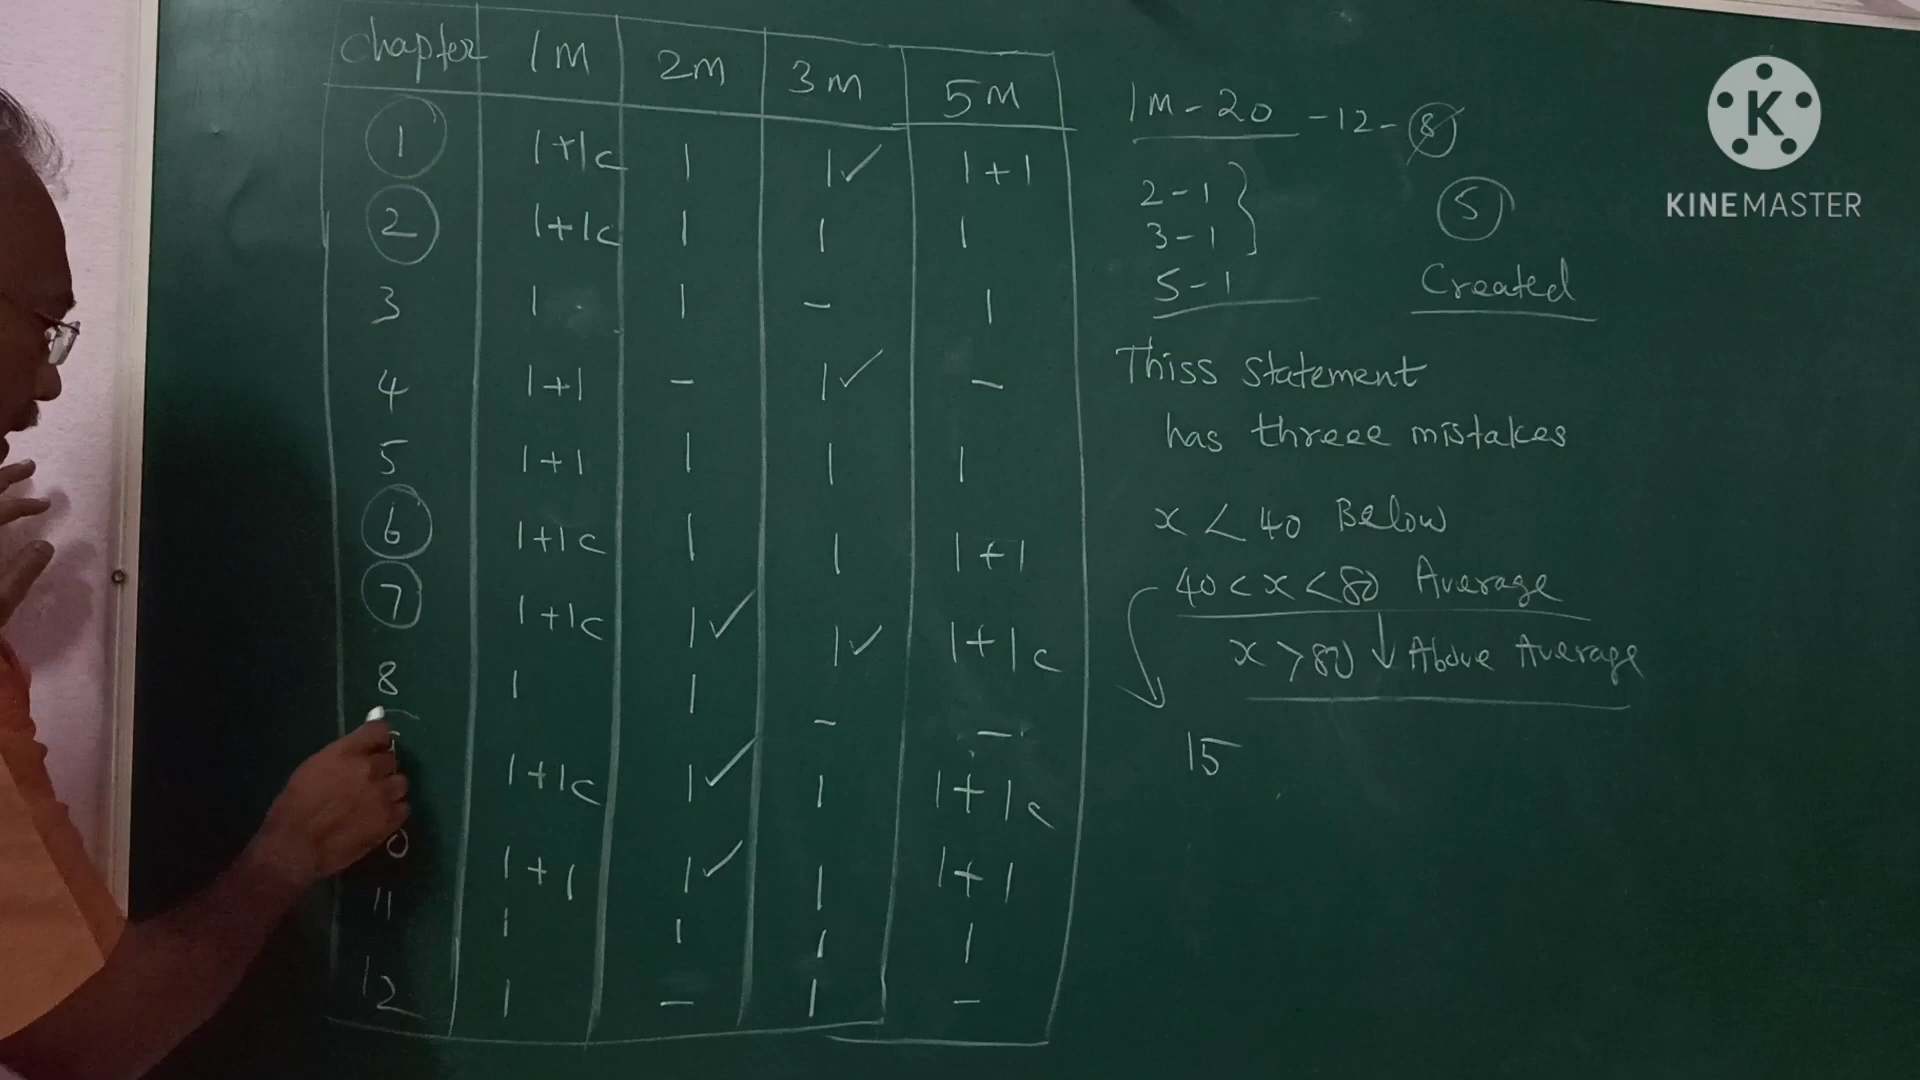 chapter 1M 2M 3M 5M
1 1+1c 1 1✓ 1+1
2 1+1c 1 1 1
3 1 1 - 1
4 1+1 - 1✓ -
5 1+1 1 1 1
6 1+1c 1 1 1+1
7 1+1c 1✓ 1✓ 1+1c
8 1 1 - -
1+1c 1✓ 1 1+1c
0 1+1 1✓ 1 1+1
11 1 1 1 1
12 1 - 1 -
1M-20 -12-8
2-1
3-1
5-1
5
Created
Thiss statement
has threee mistakes
x < 40 Below
40 < x < 80 Average
x > 80 ↓ Above Average
15
K
KINEMASTER